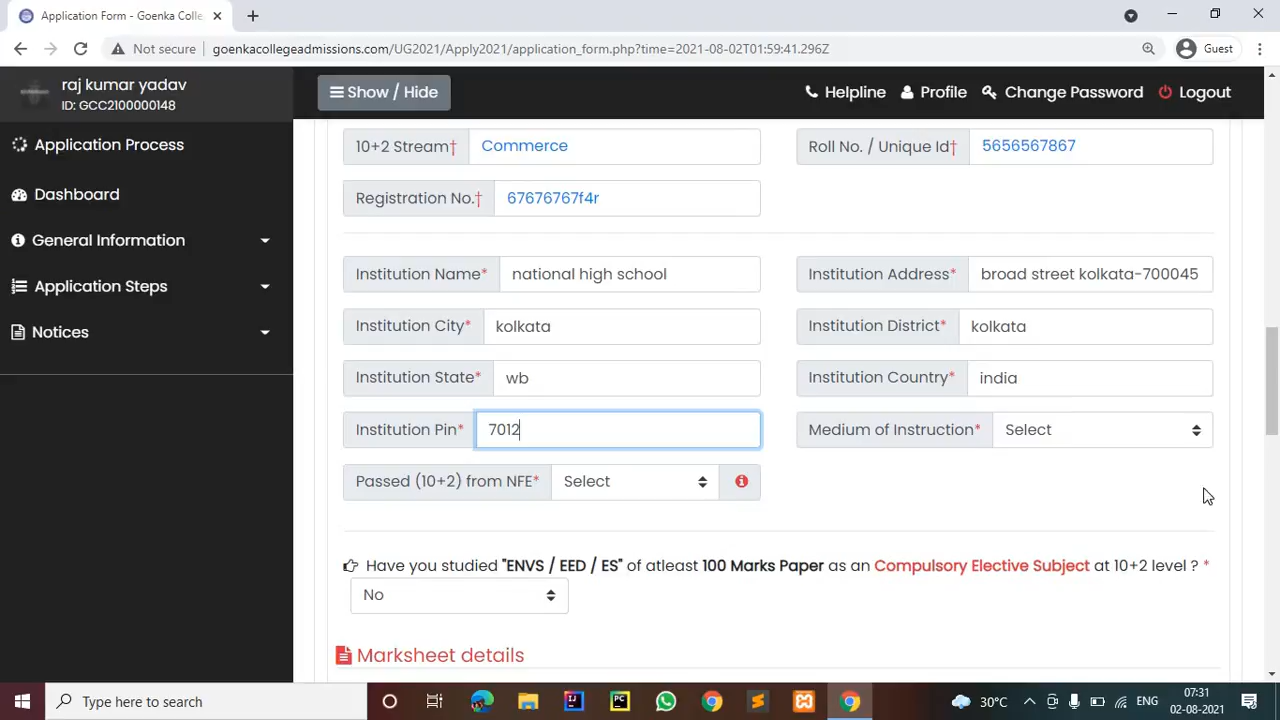 Application Form - Goenka Colle
Guest
Not secure
goenkacollegeadmissions.com/UG2021/Apply2021/application_form.php?time=2021-08-02T01:59:41.296Z
raj kumar yadav
ID: GCC2100000148
Show / Hide
Helpline
Profile
Change Password
Logout
Application Process
Dashboard
General Information
Application Steps
Notices
10+2 Stream† Commerce
Roll No. / Unique Id† 5656567867
Registration No.† 67676767f4r
Institution Name* national high school
Institution Address* broad street kolkata-700045
Institution City* kolkata
Institution District* kolkata
Institution State* wb
Institution Country* india
Institution Pin* 7012
Medium of Instruction* Select
Passed (10+2) from NFE* Select
Have you studied "ENVS / EED / ES" of atleast 100 Marks Paper as an Compulsory Elective Subject at 10+2 level ? *
No
Marksheet details
Type here to search
30°C
ENG
07:31
02-08-2021